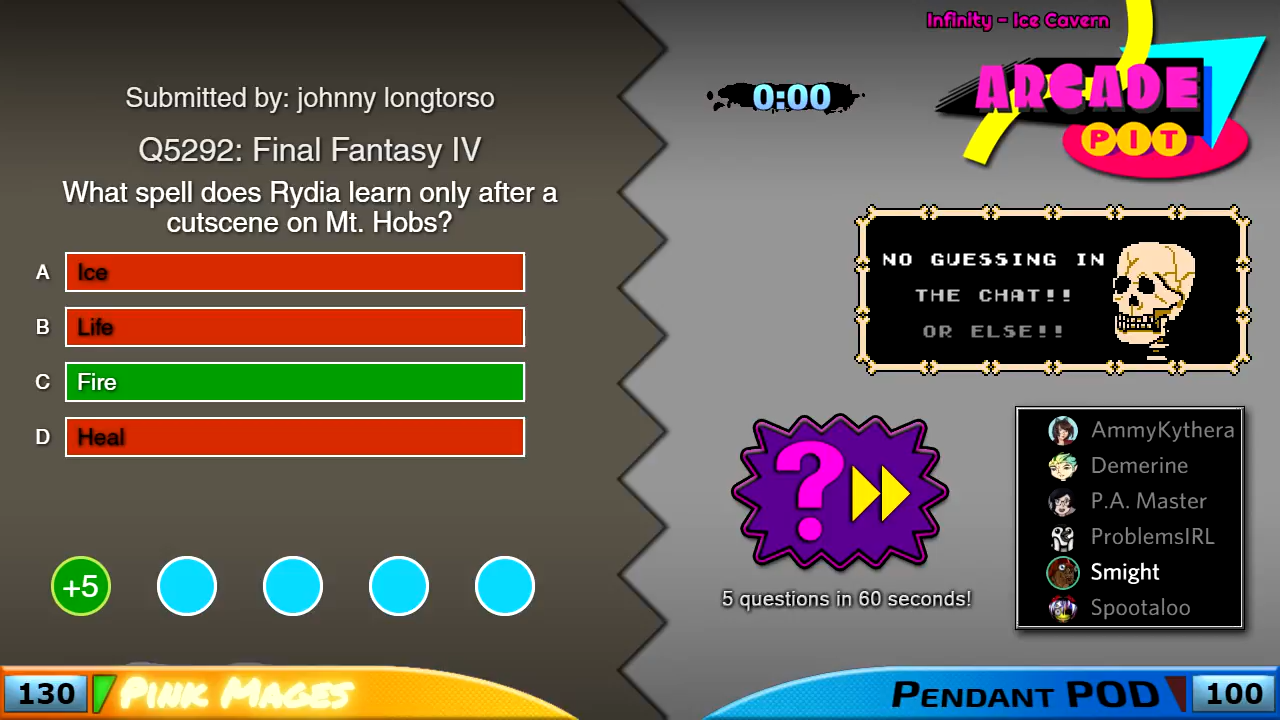 Infinity - Ice Cavern
ARCADE
PIT
0:00
Submitted by: johnny longtorso
Q5292: Final Fantasy IV
What spell does Rydia learn only after a
cutscene on Mt. Hobs?
A Ice
B Life
C Fire
D Heal
NO GUESSING IN
THE CHAT!!
OR ELSE!!
?
5 questions in 60 seconds!
AmmyKythera
Demerine
P.A. Master
ProblemsIRL
Smight
Spootaloo
+5
130 PINK MAGES
PENDANT POD 100